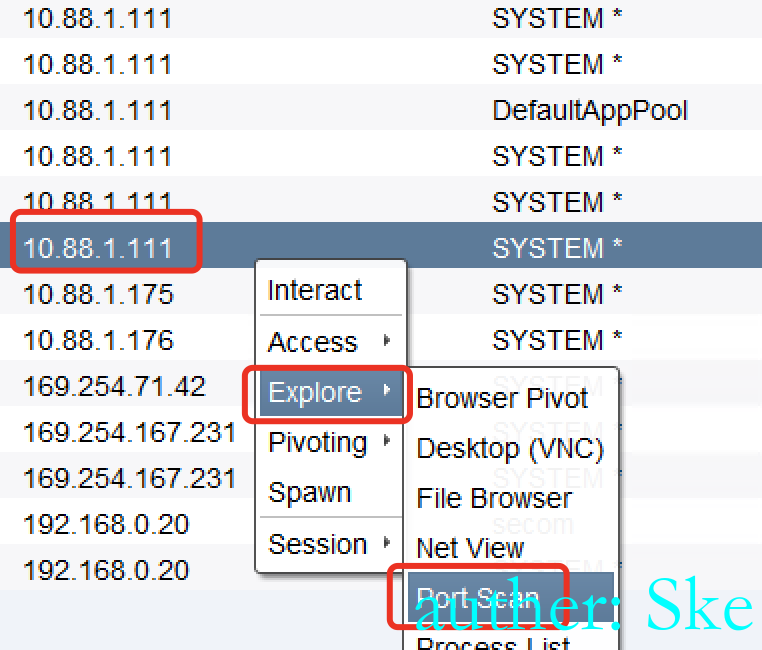 10.88.1.111 SYSTEM *
10.88.1.111 SYSTEM *
10.88.1.111 DefaultAppPool
10.88.1.111 SYSTEM *
10.88.1.111 SYSTEM *
10.88.1.111 SYSTEM *
10.88.1.175 SYSTEM *
10.88.1.176 SYSTEM *
169.254.71.42 SYSTEM *
169.254.167.231 SYSTEM *
169.254.167.231 SYSTEM *
192.168.0.20 secom
192.168.0.20 SYSTEM *
Interact
Access
Explore
Pivoting
Spawn
Session
Browser Pivot
Desktop (VNC)
File Browser
Net View
Port Scan
Process List
auther: Ske